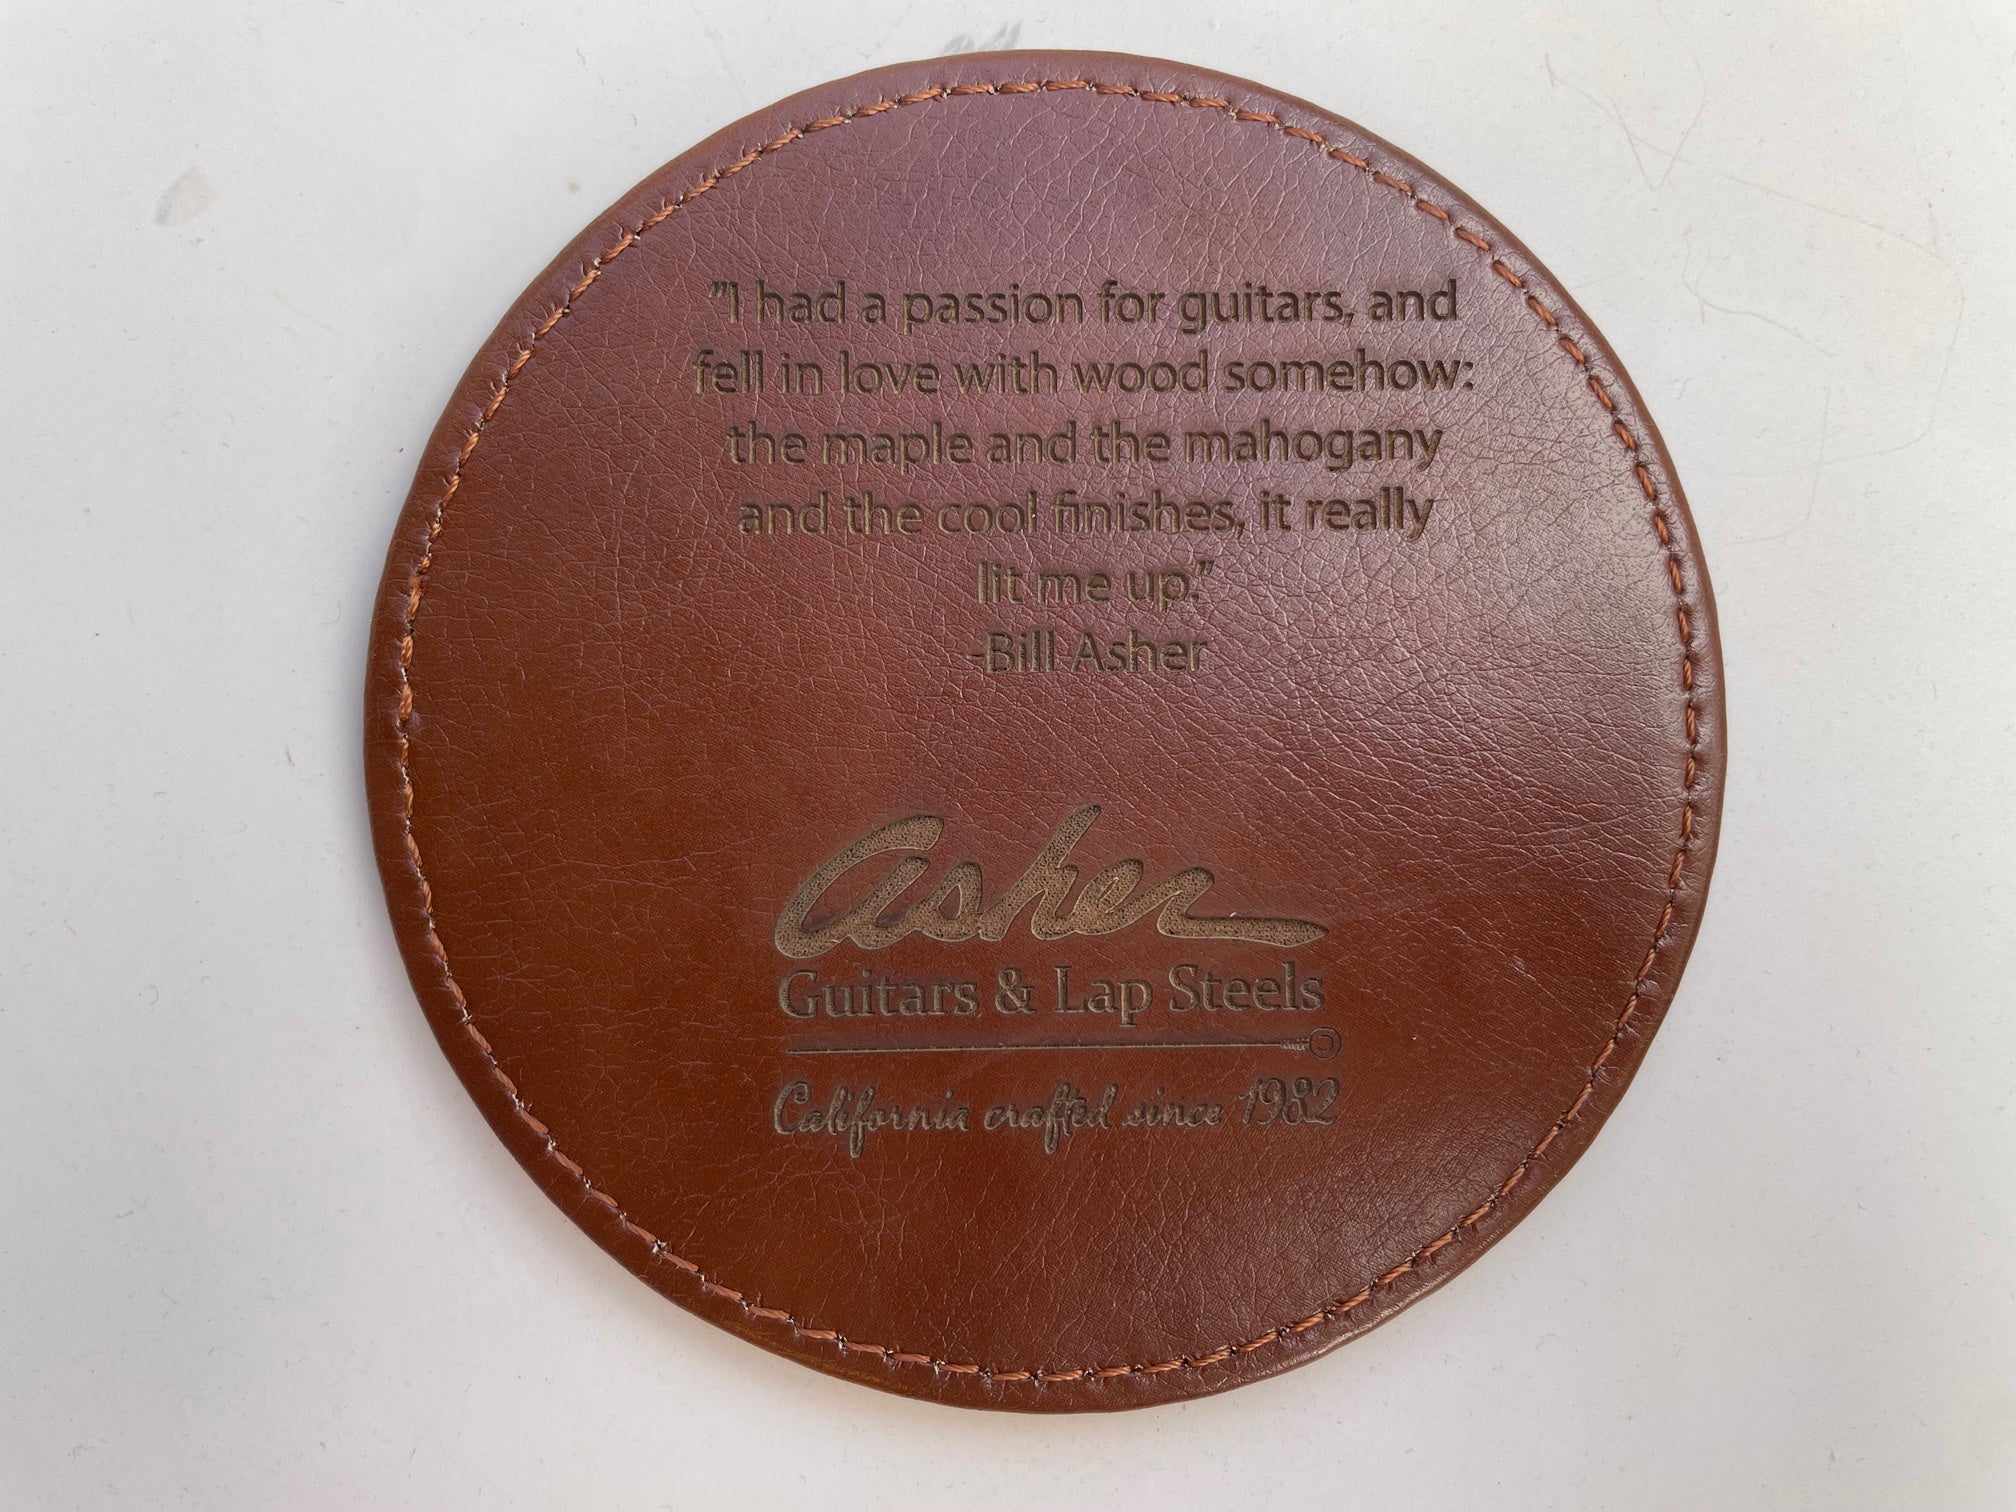 "I had a passion for guitars, and
fell in love with wood somehow:
the maple and the mahogany
and the cool finishes, it really
lit me up."
-Bill Asher
asher
Guitars & Lap Steels
California crafted since 1982